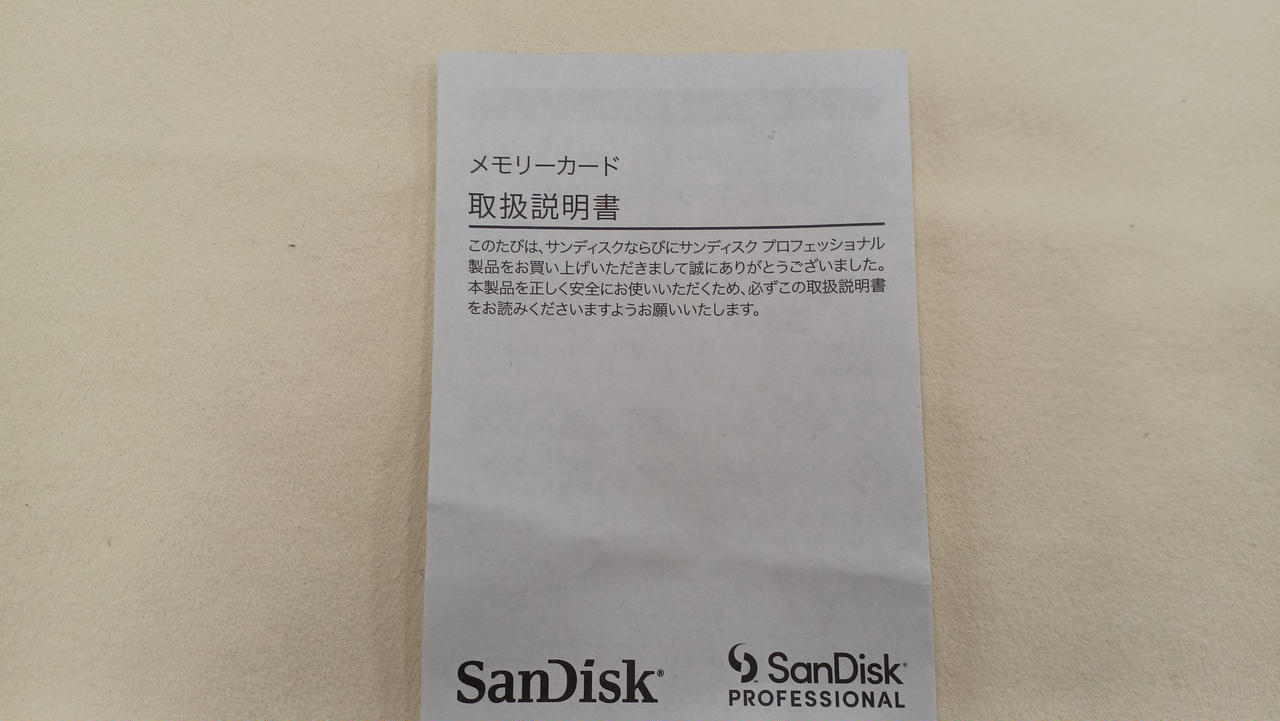 メモリーカード
取扱説明書
このたびは、サンディスクならびにサンディスク プロフェッショナル
製品をお買い上げいただきまして誠にありがとうございました。
本製品を正しく安全にお使いいただくため、必ずこの取扱説明書
をお読みくださいますようお願いいたします。
SanDisk®
SanDisk®
PROFESSIONAL